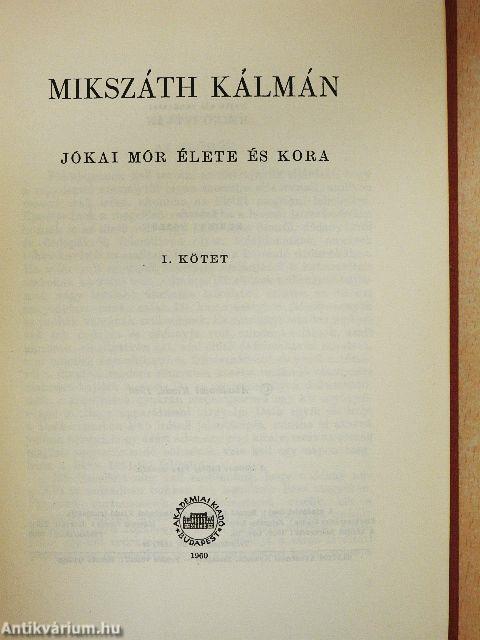 MIKSZÁTH KÁLMÁN
JÓKAI MÓR ÉLETE ÉS KORA
I. KÖTET
AKADÉMIAI KIADÓ
BUDAPEST
1960
Antikvárium.hu